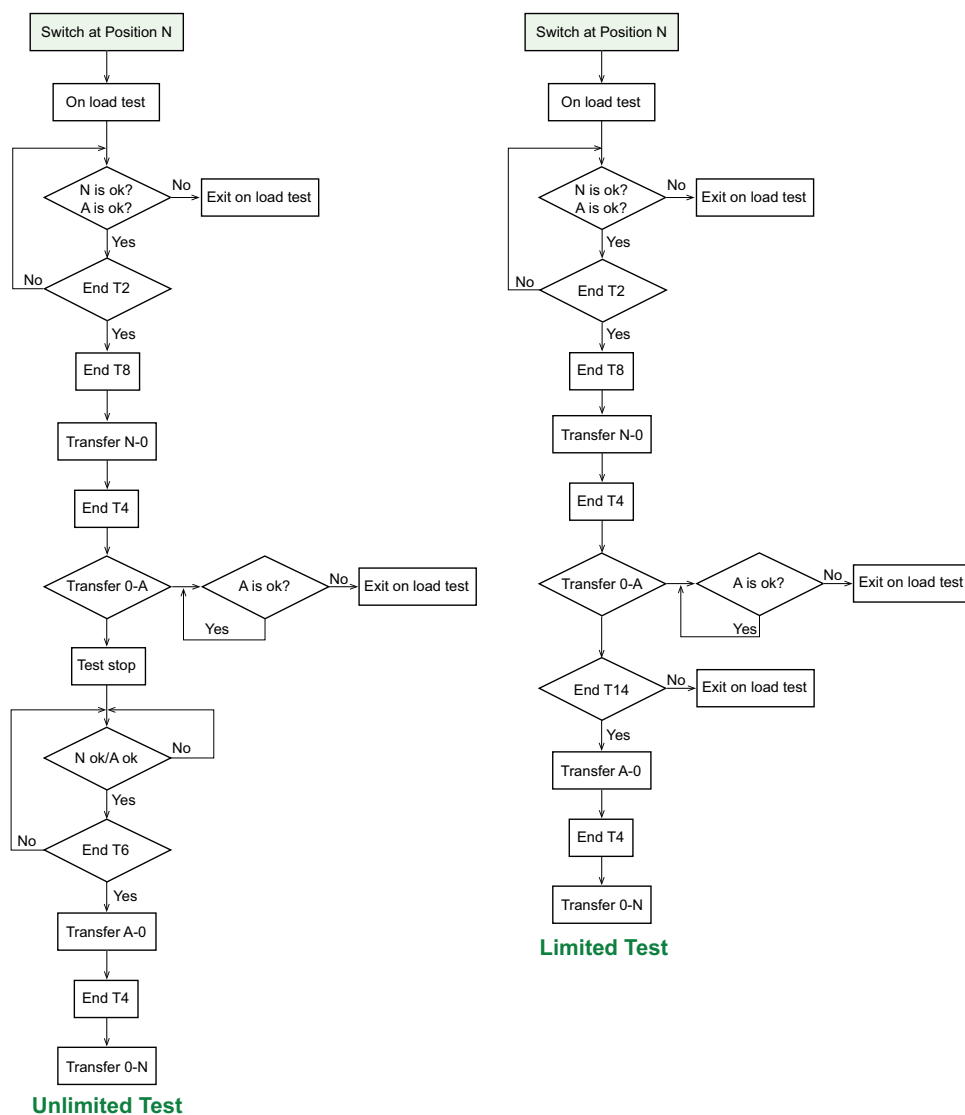 Switch at Position N
On load test
N is ok?
A is ok?
No
Exit on load test
Yes
No
End T2
Yes
End T8
Transfer N-0
End T4
Transfer 0-A
A is ok?
No
Exit on load test
Yes
Test stop
N ok/A ok
No
Yes
No
End T6
Yes
Transfer A-0
End T4
Transfer 0-N
Unlimited Test
Switch at Position N
On load test
N is ok?
A is ok?
No
Exit on load test
Yes
No
End T2
Yes
End T8
Transfer N-0
End T4
Transfer 0-A
A is ok?
No
Exit on load test
Yes
End T14
No
Exit on load test
Yes
Transfer A-0
End T4
Transfer 0-N
Limited Test